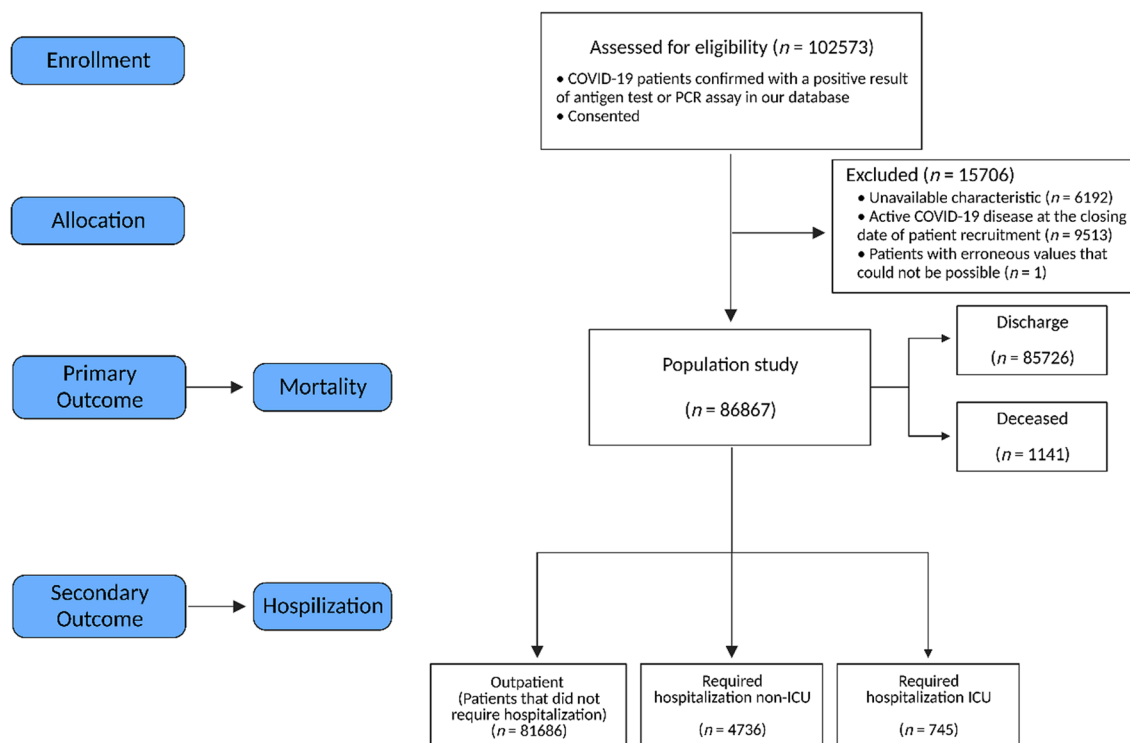 Enrollment
Assessed for eligibility (n = 102573)
• COVID-19 patients confirmed with a positive result
of antigen test or PCR assay in our database
• Consented
Allocation
Excluded (n = 15706)
• Unavailable characteristic (n = 6192)
• Active COVID-19 disease at the closing
date of patient recruitment (n = 9513)
• Patients with erroneous values that
could not be possible (n = 1)
Primary
Outcome
Mortality
Population study
(n = 86867)
Discharge
(n = 85726)
Deceased
(n = 1141)
Secondary
Outcome
Hospilization
Outpatient
(Patients that did not
require hospitalization)
(n = 81686)
Required
hospitalization non-ICU
(n = 4736)
Required
hospitalization ICU
(n = 745)